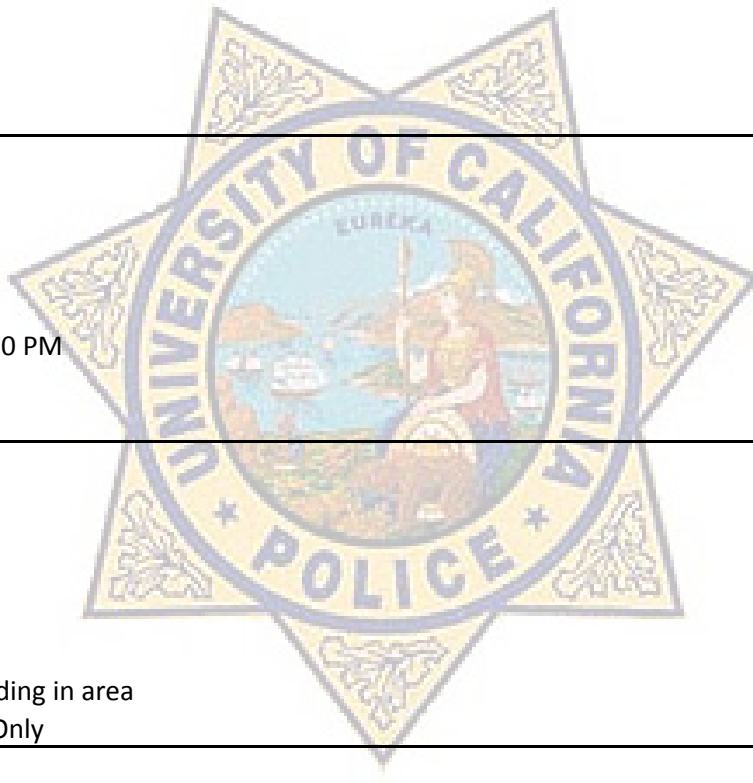 UNIVERSITY OF CALIFORNIA
EUREKA
0 PM
POLICE
ding in area
Only